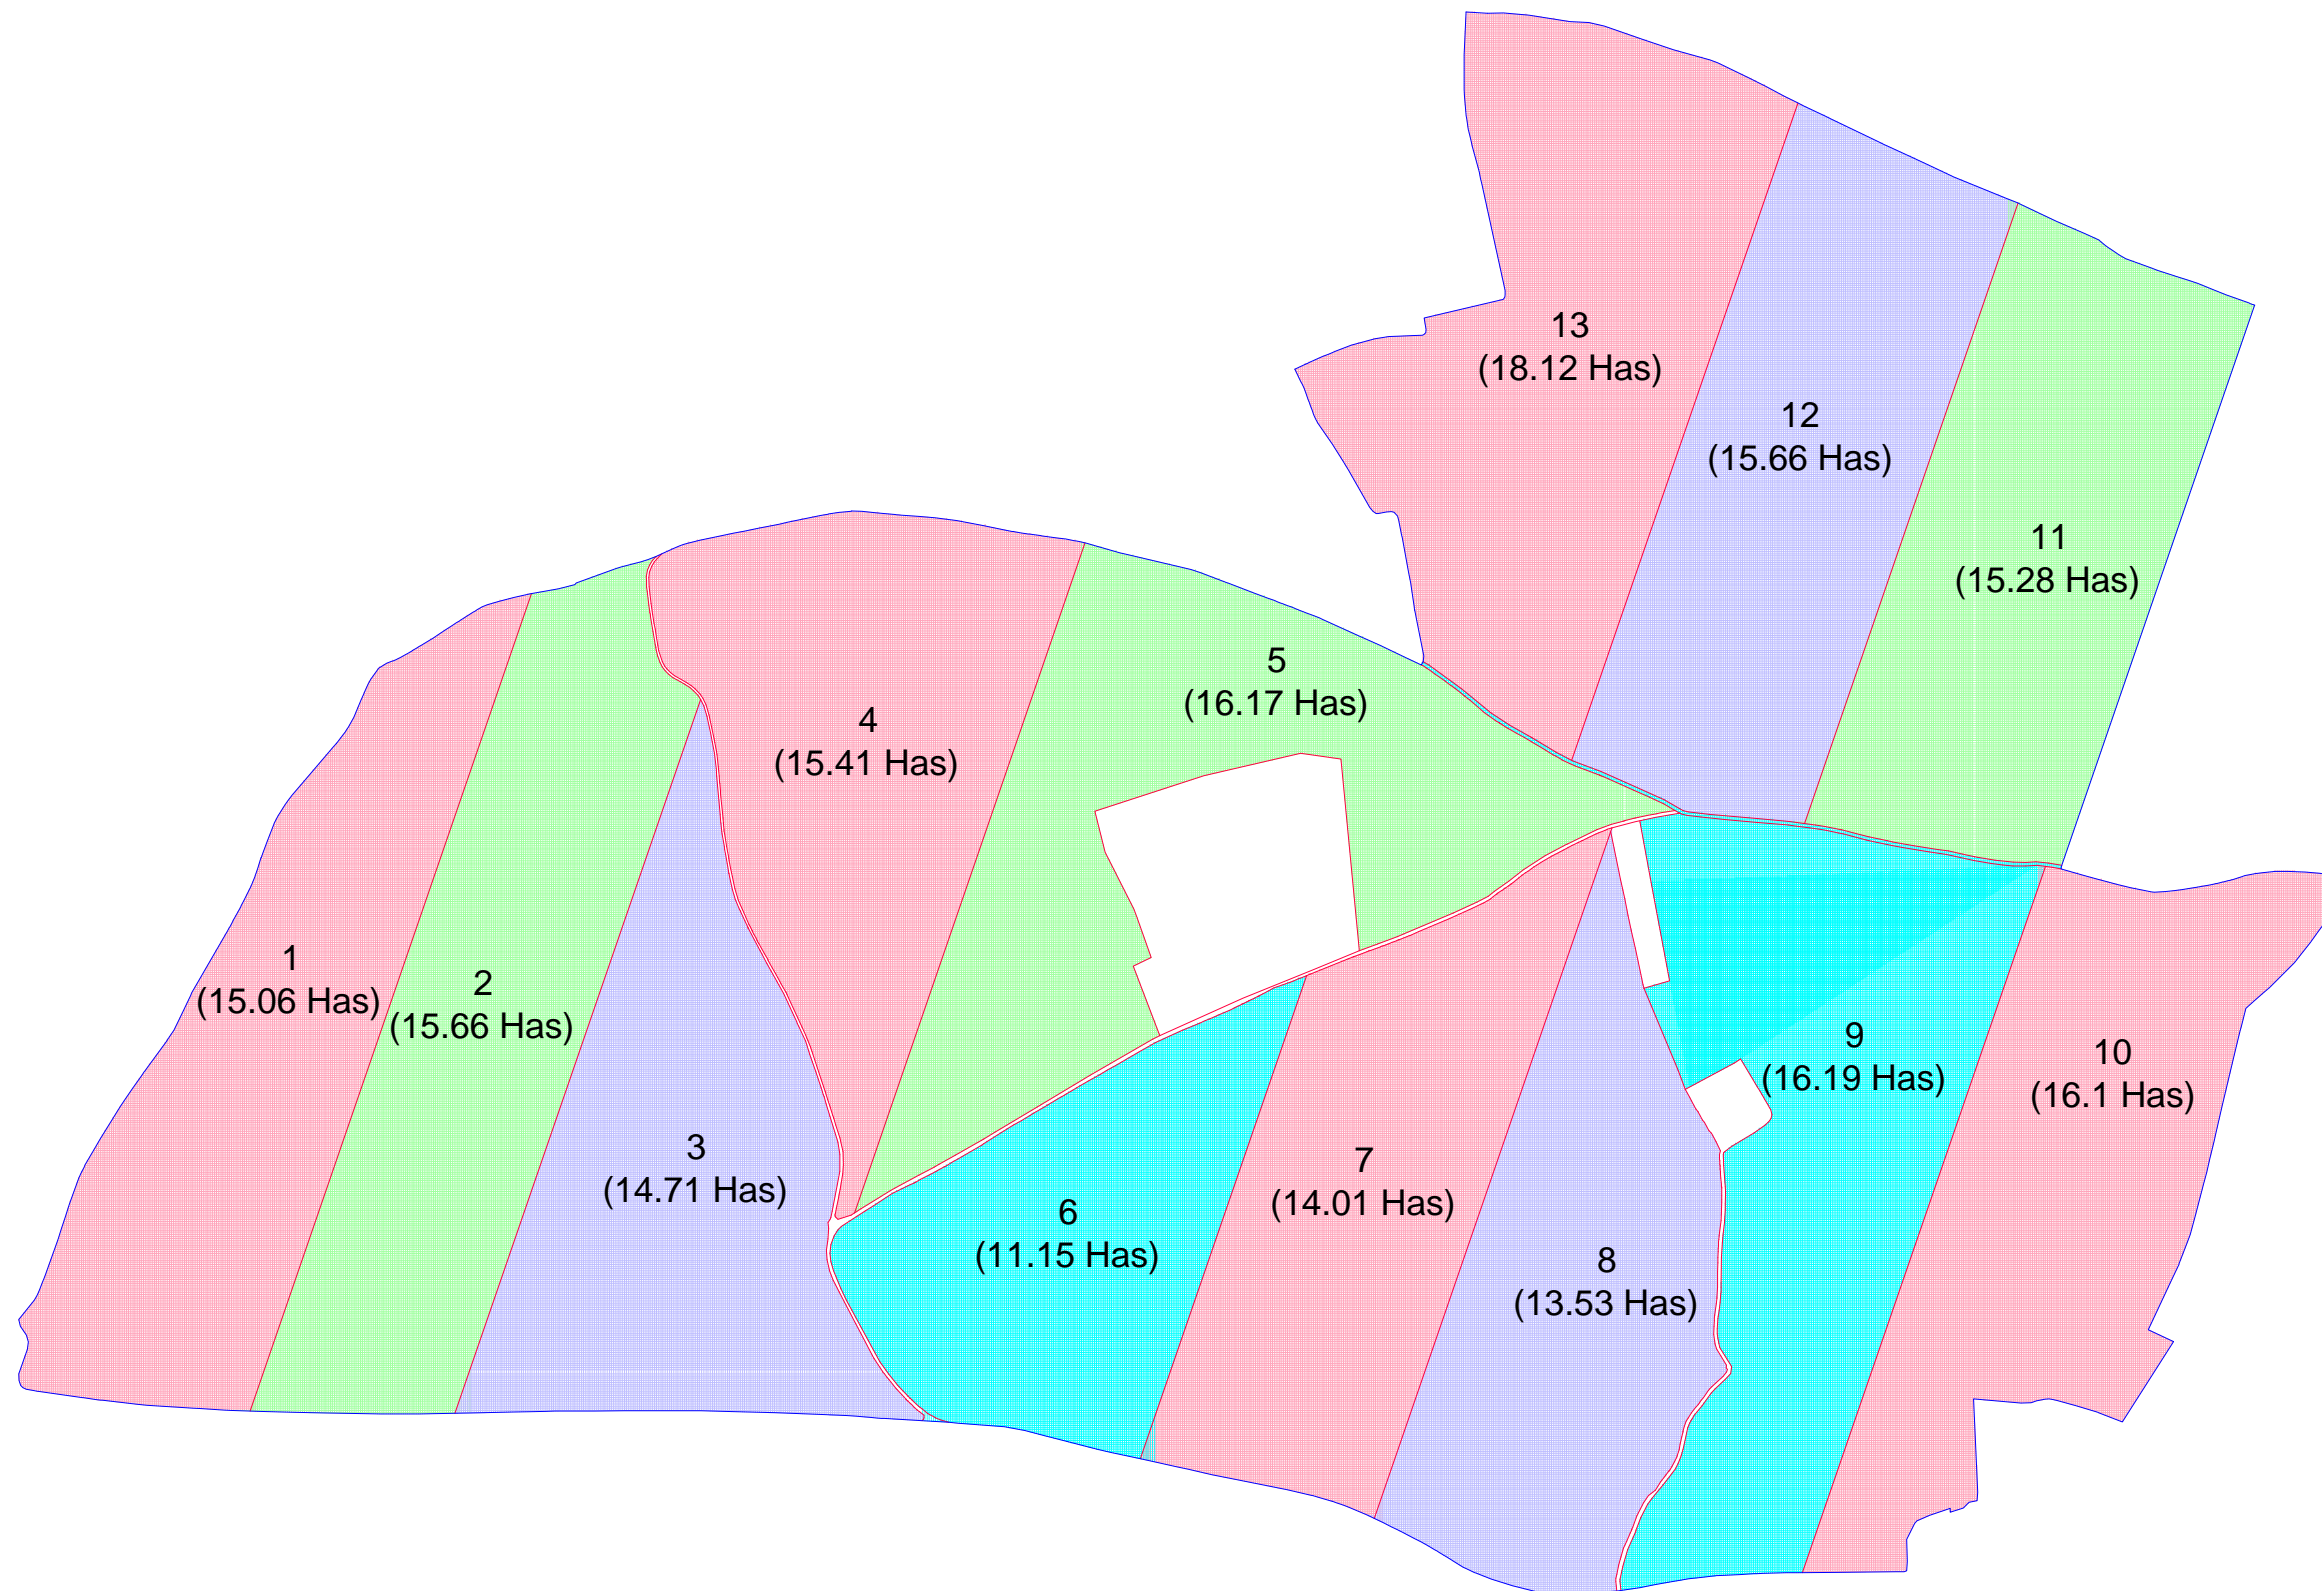 13
(18.12 Has)
12
(15.66 Has)
11
(15.28 Has)
5
(16.17 Has)
4
(15.41 Has)
1
(15.06 Has)
2
(15.66 Has)
9
(16.19 Has)
10
(16.1 Has)
3
(14.71 Has)
7
(14.01 Has)
6
(11.15 Has)
8
(13.53 Has)